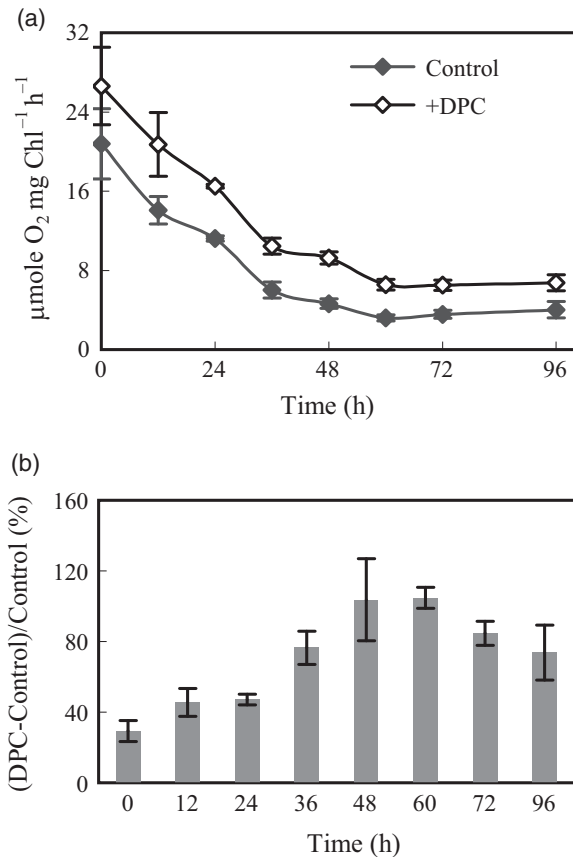 (a)
32
24
16
8
0
µmole O₂ mg Chl⁻¹ h⁻¹
Control
+DPC
0 24 48 72 96
Time (h)
(b)
160
120
80
40
0
(DPC-Control)/Control (%)
0 12 24 36 48 60 72 96
Time (h)